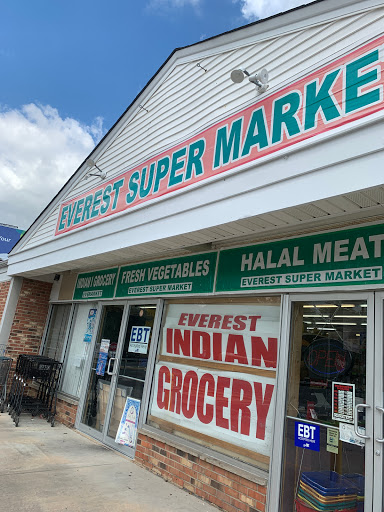 EVEREST SUPER MARKE
INDIAN GROCERY
EVEREST
FRESH VEGETABLES
EVEREST SUPER MARKET
HALAL MEAT
EVEREST SUPER MARKET
EBT
EVEREST
INDIAN
GROCERY
EBT